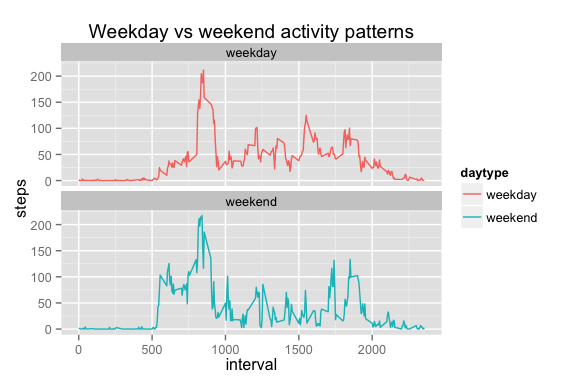 Weekday vs weekend activity patterns
weekday
200
150
100
50
0
weekend
200
150
100
50
0
steps
0 500 1000 1500 2000
interval
daytype
weekday
weekend